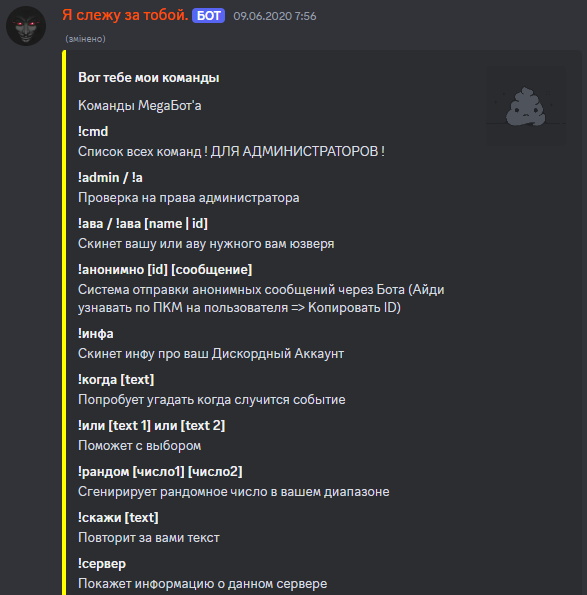 Я слежу за тобой. БОТ 09.06.2020 7:56
(змінено)
Вот тебе мои команды
Команды МеgaБот'а
!cmd
Список всех команд ! ДЛЯ АДМИНИСТРАТОРОВ !
!admin / !a
Проверка на права администратора
!ава / !ава [name | id]
Скинет вашу или аву нужного вам юзверя
!анонимно [id] [сообщение]
Система отправки анонимных сообщений через Бота (Айди
узнавать по ПКМ на пользователя => Копировать ID)
!инфа
Скинет инфу про ваш Дискордный Аккаунт
!когда [text]
Попробует угадать когда случится событие
!или [text 1] или [text 2]
Поможет с выбором
!рандом [число1] [число2]
Сгенирирует рандомное число в вашем диапазоне
!скажи [text]
Повторит за вами текст
!сервер
Покажет информацию о данном сервере